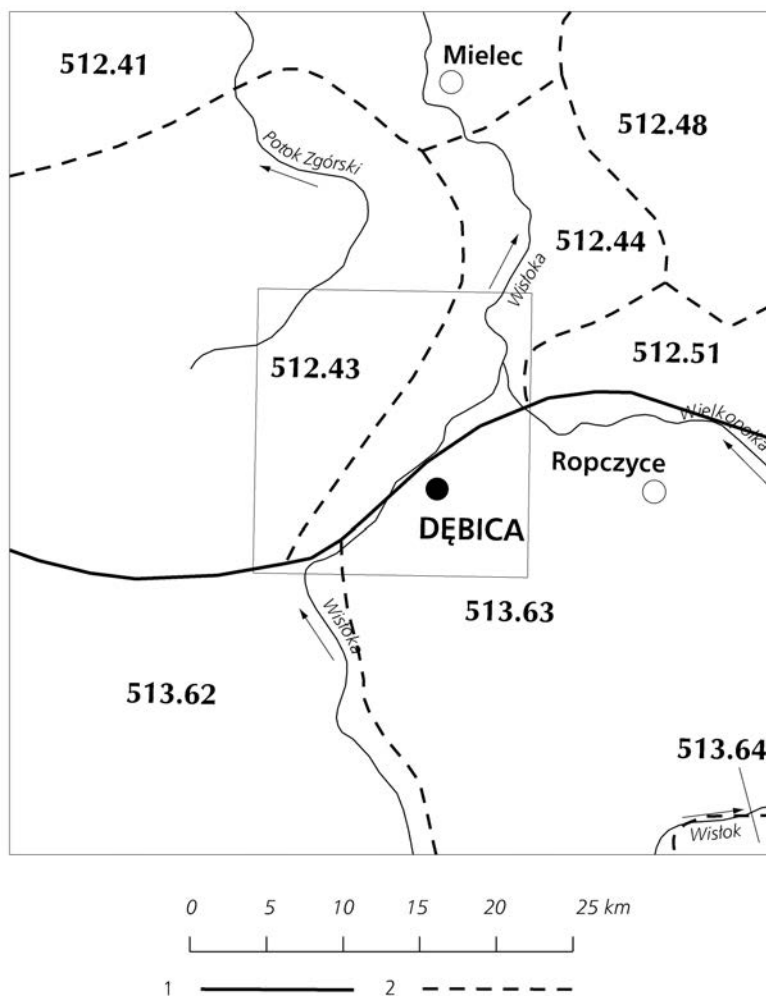 512.41
Mielec
512.48
Potok Zgórski
512.44
Wisłoka
512.51
512.43
Wielkopolka
Ropczyce
DĘBICA
513.63
Wisłoka
513.62
513.64
Wisłok
0 5 10 15 20 25 km
1 2